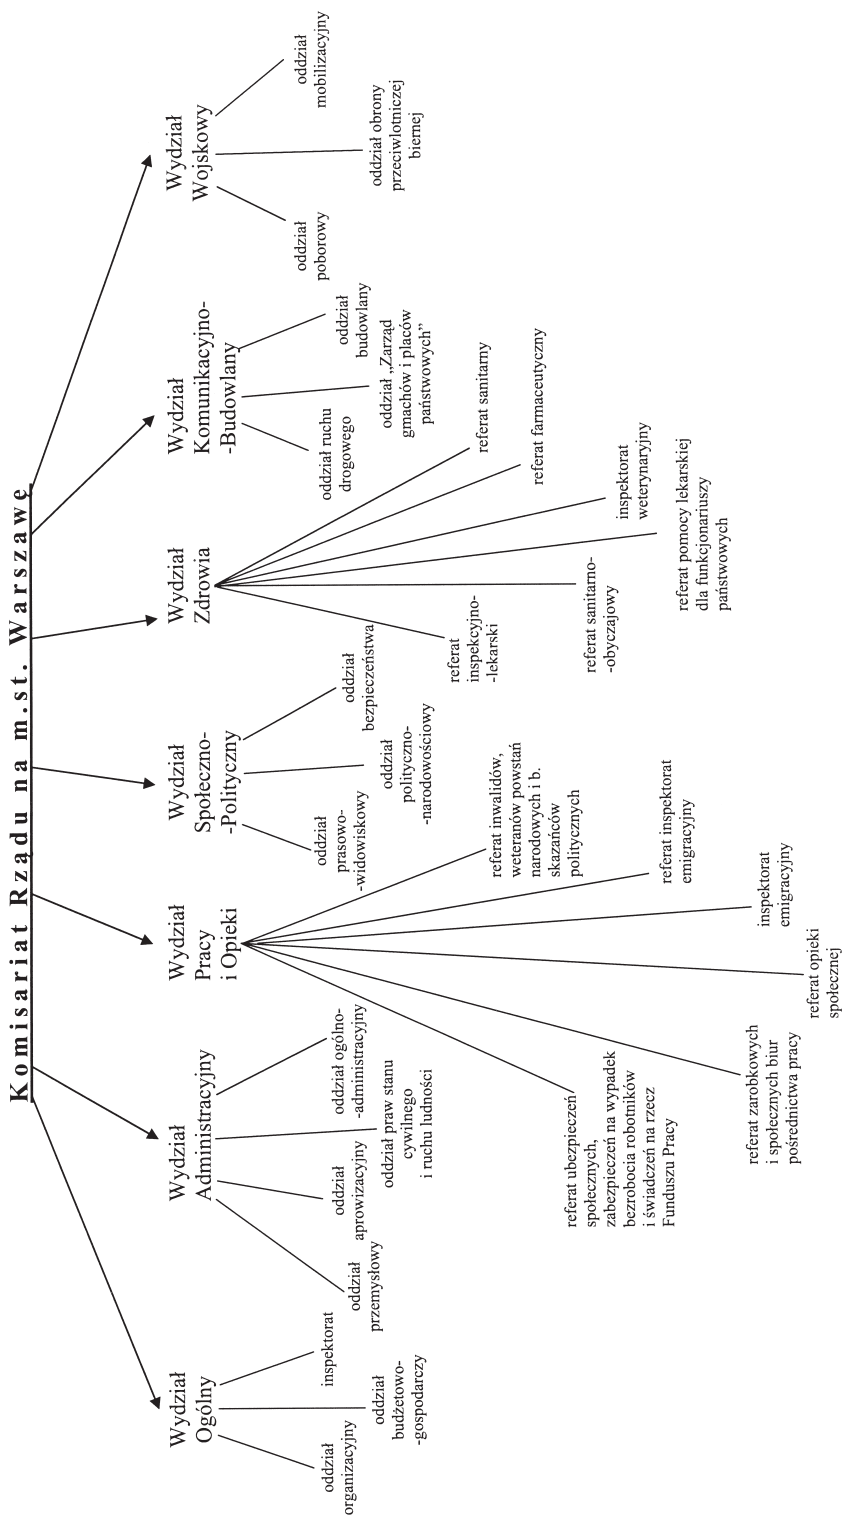 Komisariat Rządu na m.st. Warszawę
Wydział
Ogólny
oddział
organizacyjny
oddział
budżetowo-
-gospodarczy
inspektorat
Wydział
Administracyjny
oddział
przemysłowy
oddział
aprowizacyjny
oddział praw stanu
cywilnego
i ruchu ludności
oddział ogólno-
-administracyjny
Wydział
Pracy
i Opieki
referat ubezpieczeń
społecznych,
zabezpieczeń na wypadek
bezrobocia robotników
i świadczeń na rzecz
Funduszu Pracy
referat zarobkowych
i społecznych biur
pośrednictwa pracy
referat opieki
społecznej
inspektorat
emigracyjny
referat inspektorat
emigracyjny
referat inwalidów,
weteranów powstań
narodowych i b.
skazańców
politycznych
Wydział
Społeczno-
-Polityczny
oddział
prasowo-
-widowiskowy
oddział
polityczno-
-narodowościowy
oddział
bezpieczeństwa
Wydział
Zdrowia
referat
inspekcyjno-
-lekarski
referat sanitarno-
-obyczajowy
referat pomocy lekarskiej
dla funkcjonariuszy
państwowych
inspektorat
weterynaryjny
referat farmaceutyczny
referat sanitarny
Wydział
Komunikacyjno-
-Budowlany
oddział ruchu
drogowego
oddział „Zarząd
gmachów i placów
państwowych”
oddział
budowlany
Wydział
Wojskowy
oddział
poborowy
oddział obrony
przeciwlotniczej
biernej
oddział
mobilizacyjny